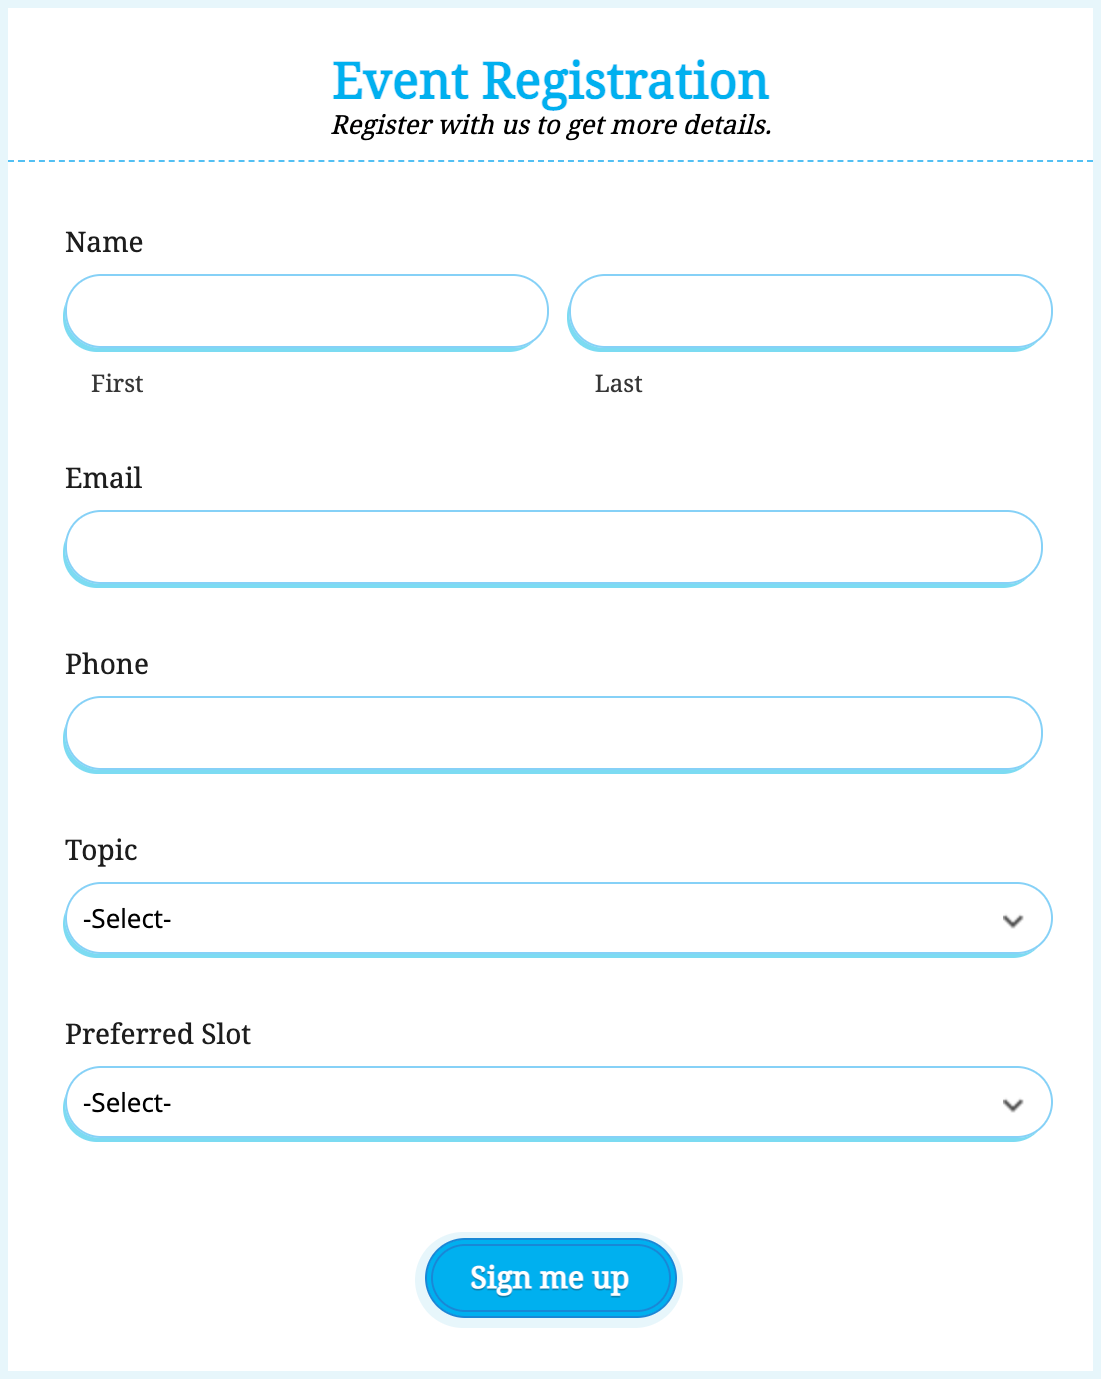 Event Registration
Register with us to get more details.
Name
First Last
Email
Phone
Topic
-Select-
Preferred Slot
-Select-
Sign me up